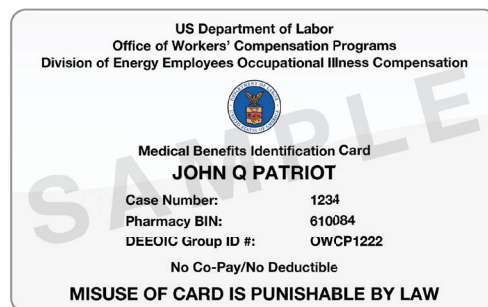 US Department of Labor
Office of Workers' Compensation Programs
Division of Energy Employees Occupational Illness Compensation
SAMPLE
Medical Benefits Identification Card
JOHN Q PATRIOT
Case Number: 1234
Pharmacy BIN: 610084
DEEOIC Group ID #: OWCP1222
No Co-Pay/No Deductible
MISUSE OF CARD IS PUNISHABLE BY LAW